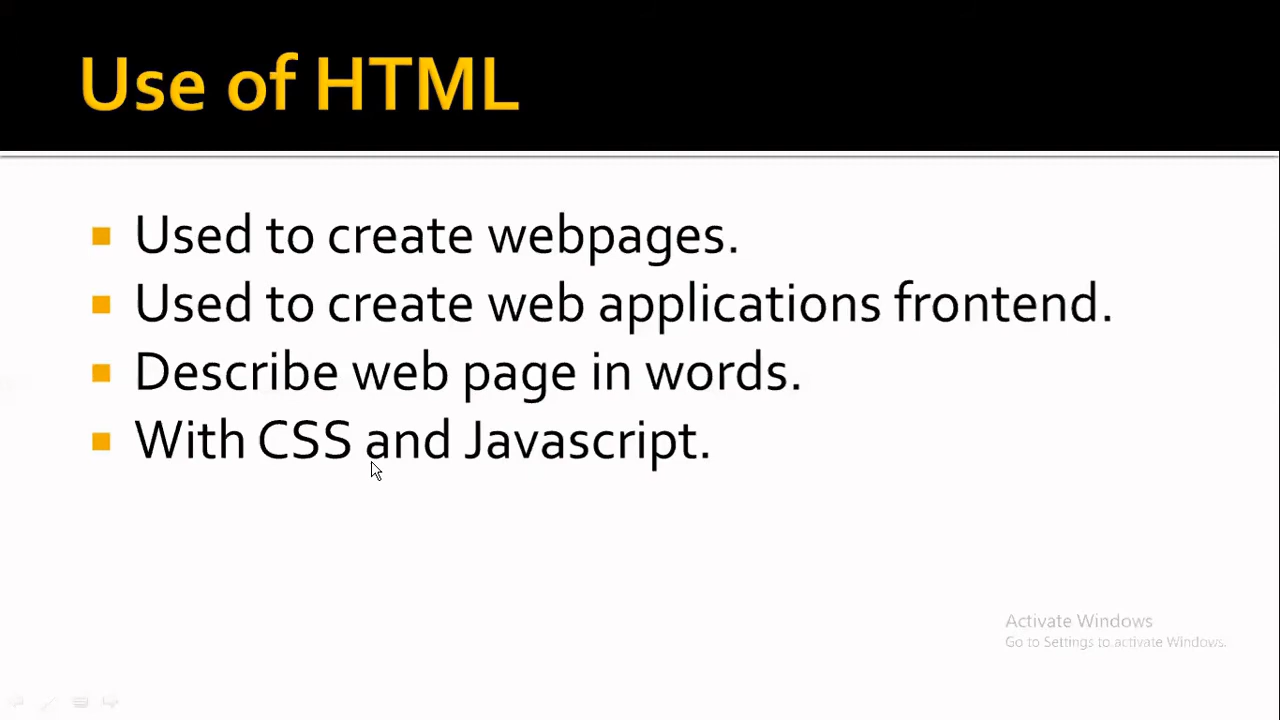 Use of HTML
Used to create webpages.
Used to create web applications frontend.
Describe web page in words.
With CSS and Javascript.
Activate Windows
Go to Settings to activate Windows.